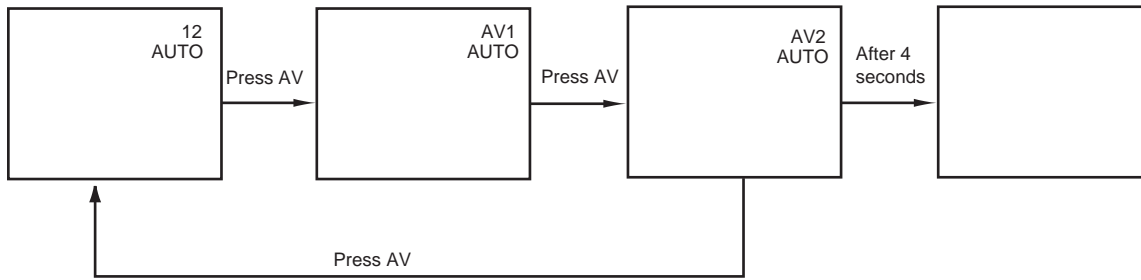 12
AUTO
Press AV
AV1
AUTO
Press AV
AV2
AUTO
After 4
seconds
Press AV